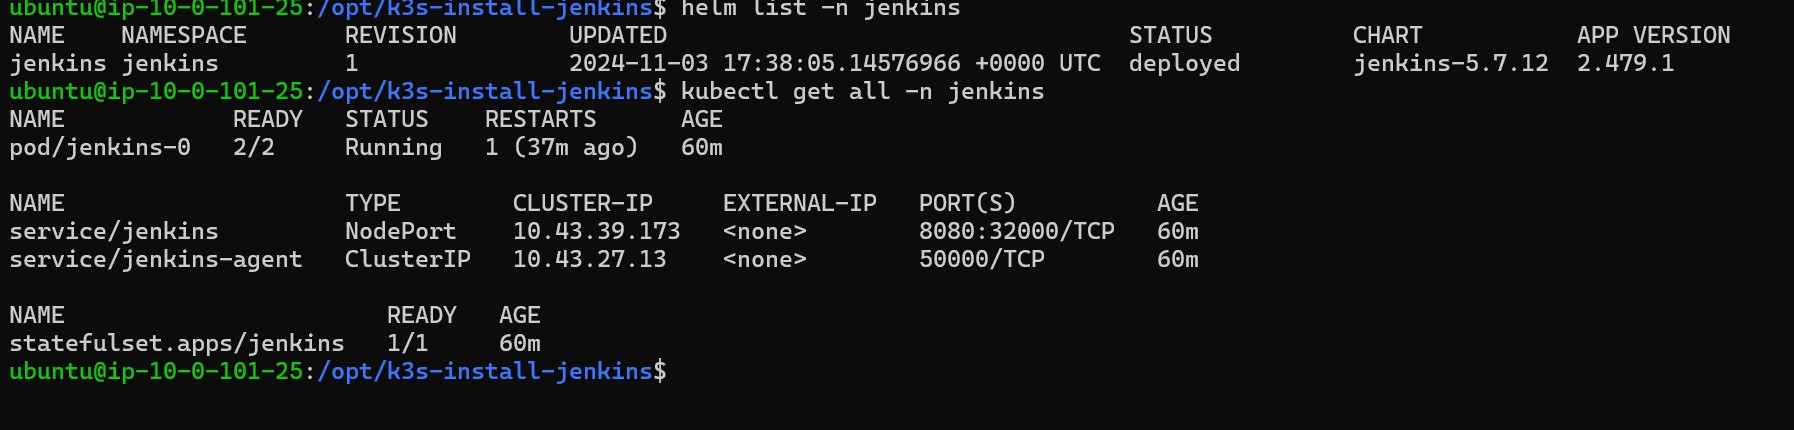 ubuntu@ip-10-0-101-25:/opt/k3s-install-jenkins$ helm list -n jenkins
NAME    NAMESPACE       REVISION        UPDATED                                 STATUS          CHART           APP VERSION
jenkins jenkins         1               2024-11-03 17:38:05.14576966 +0000 UTC  deployed        jenkins-5.7.12  2.479.1
ubuntu@ip-10-0-101-25:/opt/k3s-install-jenkins$ kubectl get all -n jenkins
NAME            READY   STATUS    RESTARTS      AGE
pod/jenkins-0   2/2     Running   1 (37m ago)   60m
NAME                    TYPE        CLUSTER-IP     EXTERNAL-IP   PORT(S)          AGE
service/jenkins         NodePort    10.43.39.173   <none>        8080:32000/TCP   60m
service/jenkins-agent   ClusterIP   10.43.27.13    <none>        50000/TCP        60m
NAME                       READY   AGE
statefulset.apps/jenkins   1/1     60m
ubuntu@ip-10-0-101-25:/opt/k3s-install-jenkins$